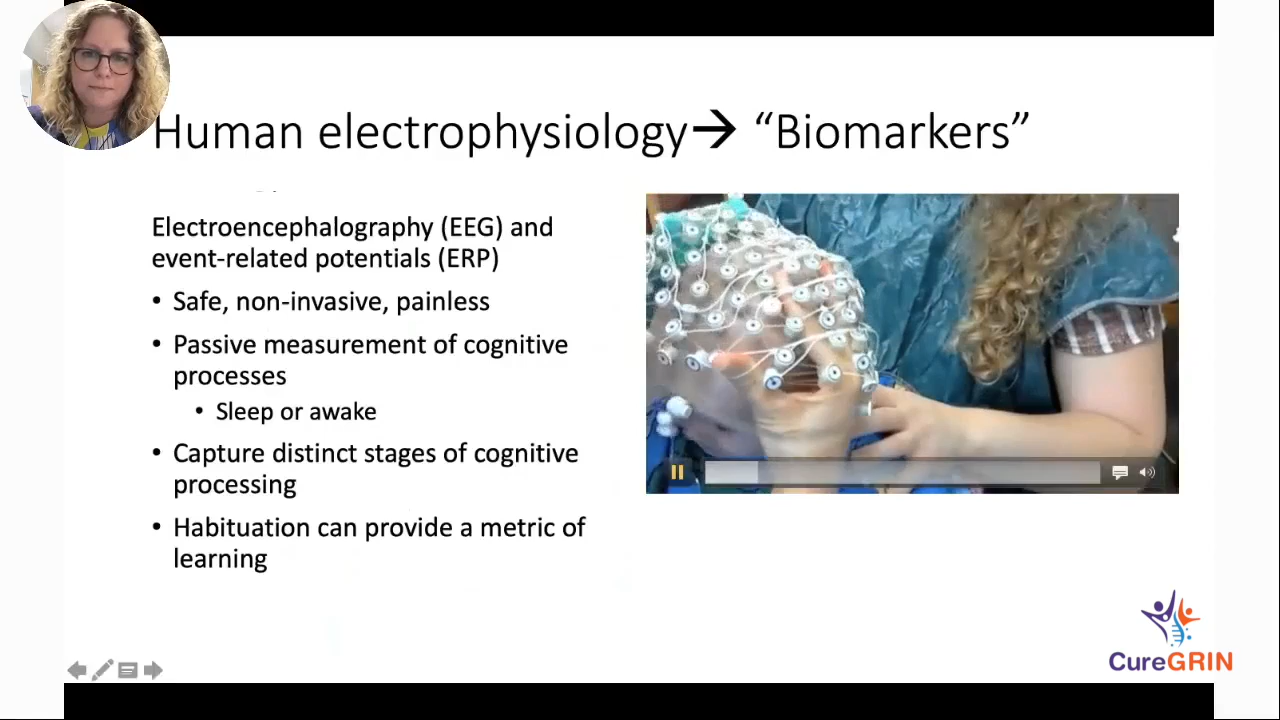 Human electrophysiology→ “Biomarkers”
Electroencephalography (EEG) and
event-related potentials (ERP)
• Safe, non-invasive, painless
• Passive measurement of cognitive
processes
• Sleep or awake
• Capture distinct stages of cognitive
processing
• Habituation can provide a metric of
learning
CureGRIN